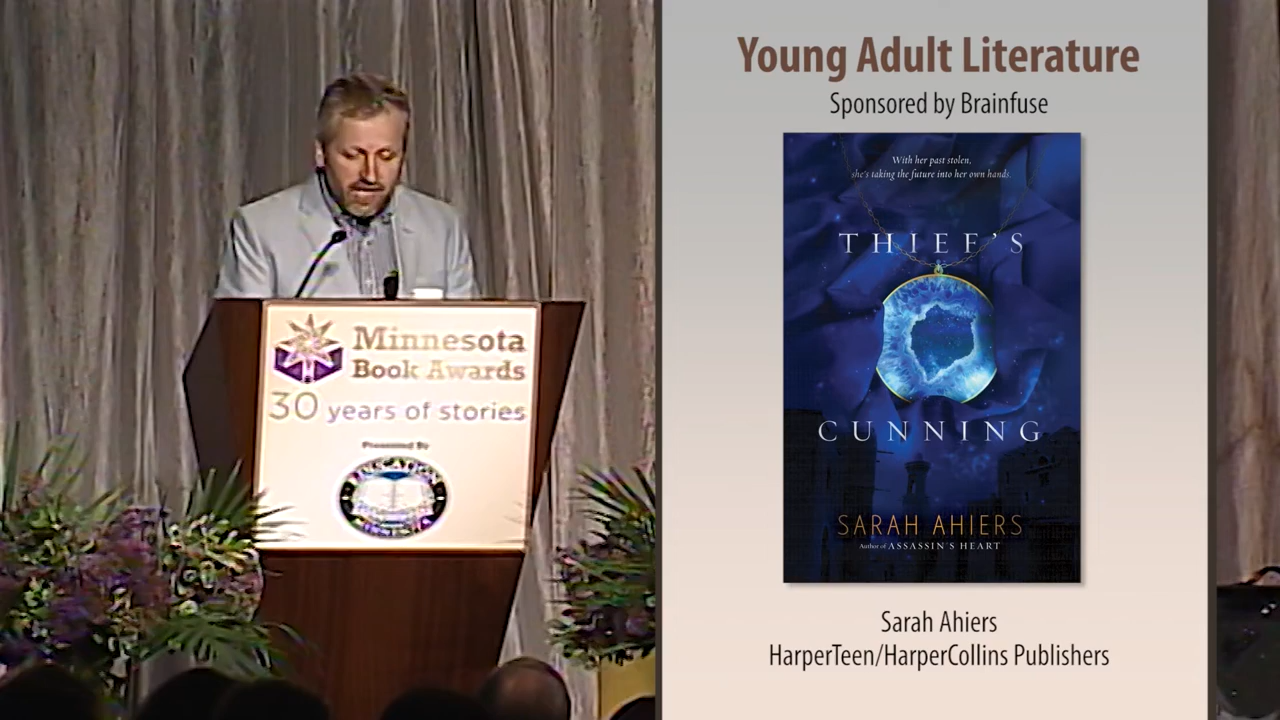 Minnesota
Book Awards
30 years of stories
Presented By
EDUCATION
Young Adult Literature
Sponsored by Brainfuse
With her past stolen,
she's taking the future into her own hands.
THIEF'S
CUNNING
SARAH AHIERS
Author of ASSASSIN'S HEART
Sarah Ahiers
HarperTeen/HarperCollins Publishers